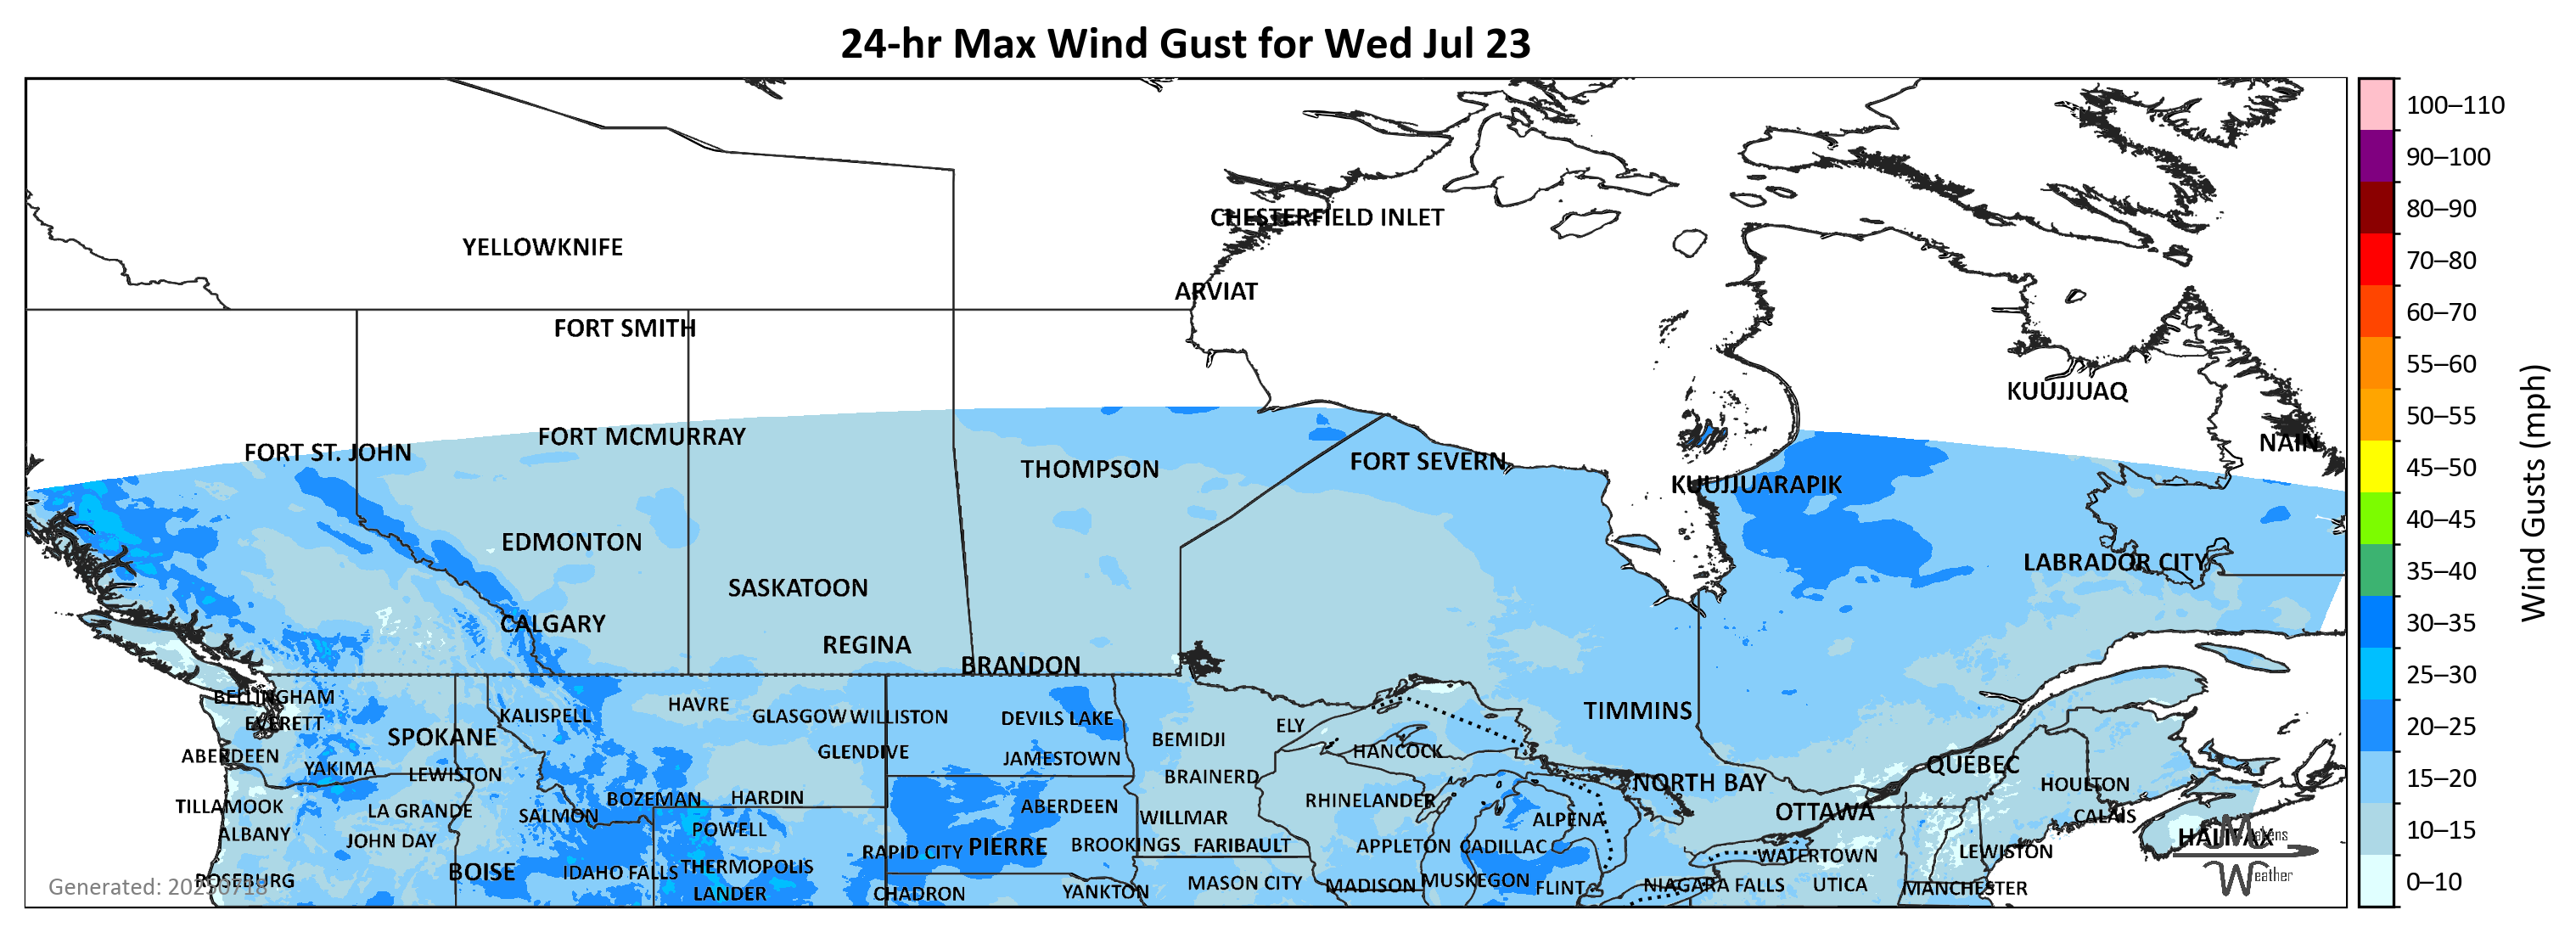 24-hr Max Wind Gust for Wed Jul 23
100–110
90–100
80–90
70–80
60–70
55–60
50–55
45–50
40–45
35–40
30–35
25–30
20–25
15–20
10–15
0–10
Wind Gusts (mph)
CHESTERFIELD INLET
YELLOWKNIFE
ARVIAT
FORT SMITH
KUUJJUAQ
FORT MCMURRAY
NAIN
FORT ST. JOHN
FORT SEVERN
THOMPSON
KUUJJUARAPIK
EDMONTON
LABRADOR CITY
SASKATOON
CALGARY
REGINA
BRANDON
BELLINGHAM
HAVRE
TIMMINS
KALISPELL
GLASGOW
WILLISTON
DEVILS LAKE
EVERETT
ELY
SPOKANE
BEMIDJI
HANCOCK
GLENDIVE
ABERDEEN
JAMESTOWN
QUÉBEC
YAKIMA
LEWISTON
BRAINERD
NORTH BAY
HOULTON
BOZEMAN
HARDIN
RHINELANDER
TILLAMOOK
LA GRANDE
ABERDEEN
SALMON
WILLMAR
ALPENA
OTTAWA
CALAIS
ALBANY
POWELL
JOHN DAY
HALIFAX
Makens
Weather
RAPID CITY
PIERRE
BROOKINGS
FARIBAULT
APPLETON
CADILLAC
WATERTOWN
LEWISTON
BOISE
IDAHO FALLS
THERMOPOLIS
ROSEBURG
MUSKEGON
MASON CITY
MADISON
FLINT
NIAGARA FALLS
UTICA
MANCHESTER
LANDER
CHADRON
YANKTON
Generated: 20250718